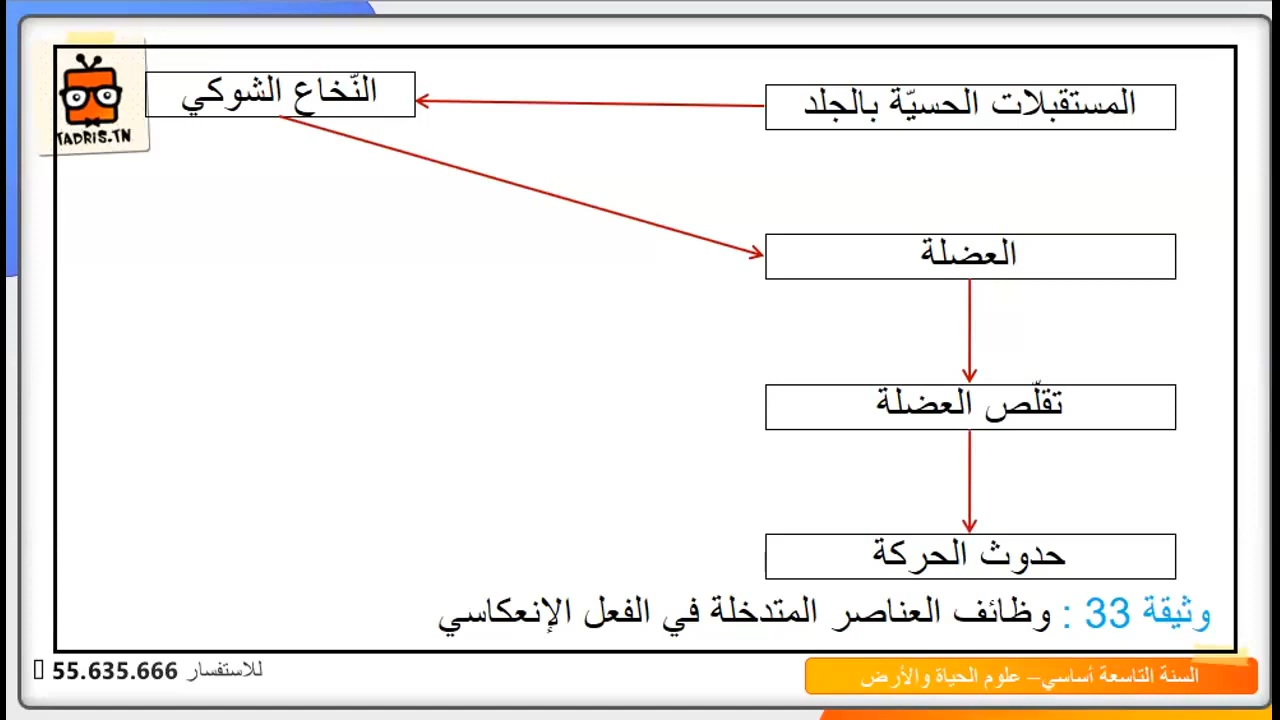 المستقبلات الحسيّة بالجلد
النّخاع الشوكي
TADRIS.TN
العضلة
تقلّص العضلة
حدوث الحركة
وثيقة 33 : وظائف العناصر المتدخلة في الفعل الإنعكاسي
السنة التاسعة أساسي– علوم الحياة والأرض
للاستفسار 55.635.666